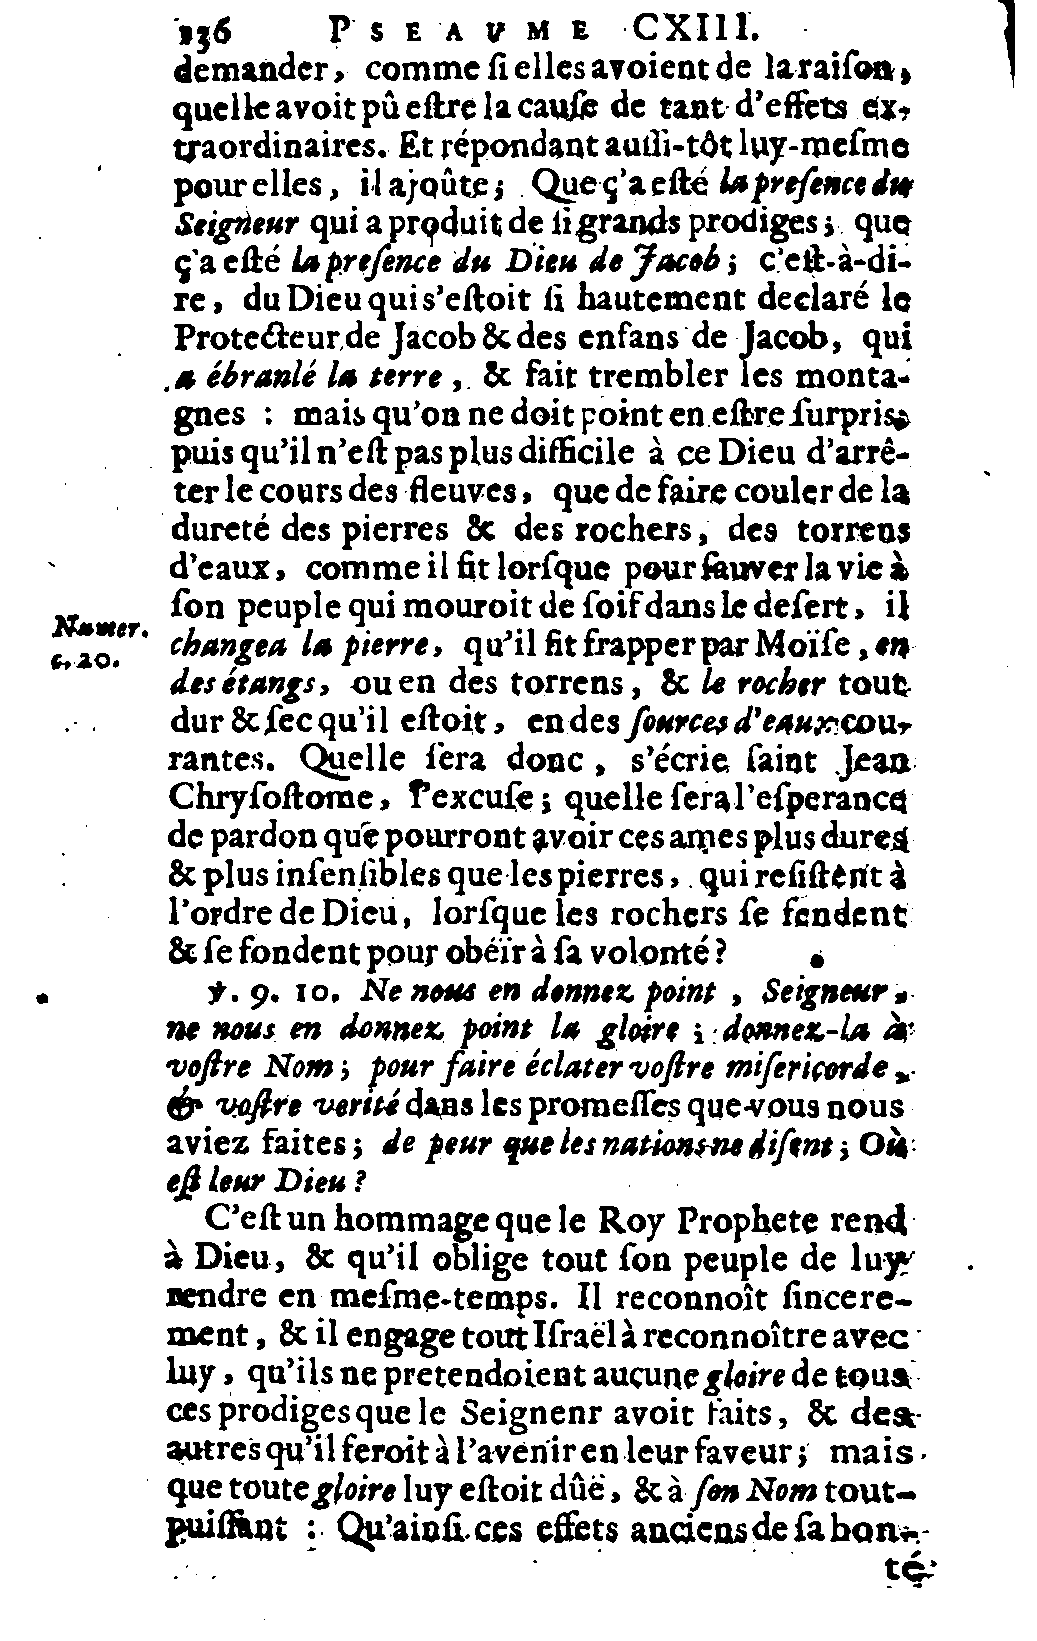 136 PSEAUME CXIII.
demander, comme ſi elles avoient de la raiſon,
quelle avoit pû eſtre la cauſe de tant d'effets ex-
traordinaires. Et répondant auſſi-tôt luy-meſme
pour elles, il ajoûte; Que ç'a eſté la preſence du
Seigneur qui a produit de ſi grands prodiges; que
ç'a eſté la preſence du Dieu de Jacob; c'eſt-à-di-
re, du Dieu qui s'eſtoit ſi hautement declaré le
Protecteur de Jacob & des enfans de Jacob, qui
a ébranlé la terre, & fait trembler les monta-
gnes : mais qu'on ne doit point en eſtre ſurpris,
puis qu'il n'eſt pas plus difficile à ce Dieu d'arrê-
ter le cours des fleuves, que de faire couler de la
dureté des pierres & des rochers, des torrens
d'eaux, comme il fit lorſque pour ſauver la vie à
ſon peuple qui mouroit de ſoif dans le deſert, il
Numer.
c. 20.
changea la pierre, qu'il fit frapper par Moïſe, en
des étangs, ou en des torrens, & le rocher tout
dur & ſec qu'il eſtoit, en des ſources d'eaux cou-
rantes. Quelle ſera donc, s'écrie ſaint Jean
Chryſoſtome, l'excuſe; quelle ſera l'eſperance
de pardon que pourront avoir ces ames plus dures
& plus inſenſibles que les pierres, qui reſiſtent à
l'ordre de Dieu, lorſque les rochers ſe fendent
& ſe fondent pour obéïr à ſa volonté?
℣. 9. 10. Ne nous en donnez point, Seigneur,
ne nous en donnez point la gloire; donnez-la à
voſtre Nom; pour faire éclater voſtre miſericorde,
& voſtre verité dans les promeſſes que vous nous
aviez faites; de peur que les nations ne diſent; Où
eſt leur Dieu?
C'eſt un hommage que le Roy Prophete rend
à Dieu, & qu'il oblige tout ſon peuple de luy
rendre en meſme-temps. Il reconnoît ſincere-
ment, & il engage tout Iſraël à reconnoître avec
luy, qu'ils ne pretendoient aucune gloire de tous
ces prodiges que le Seignenr avoit faits, & des
autres qu'il feroit à l'avenir en leur faveur; mais
que toute gloire luy eſtoit dûë, & à ſon Nom tout-
puiſſant : Qu'ainſi ces effets anciens de ſa bon-
té